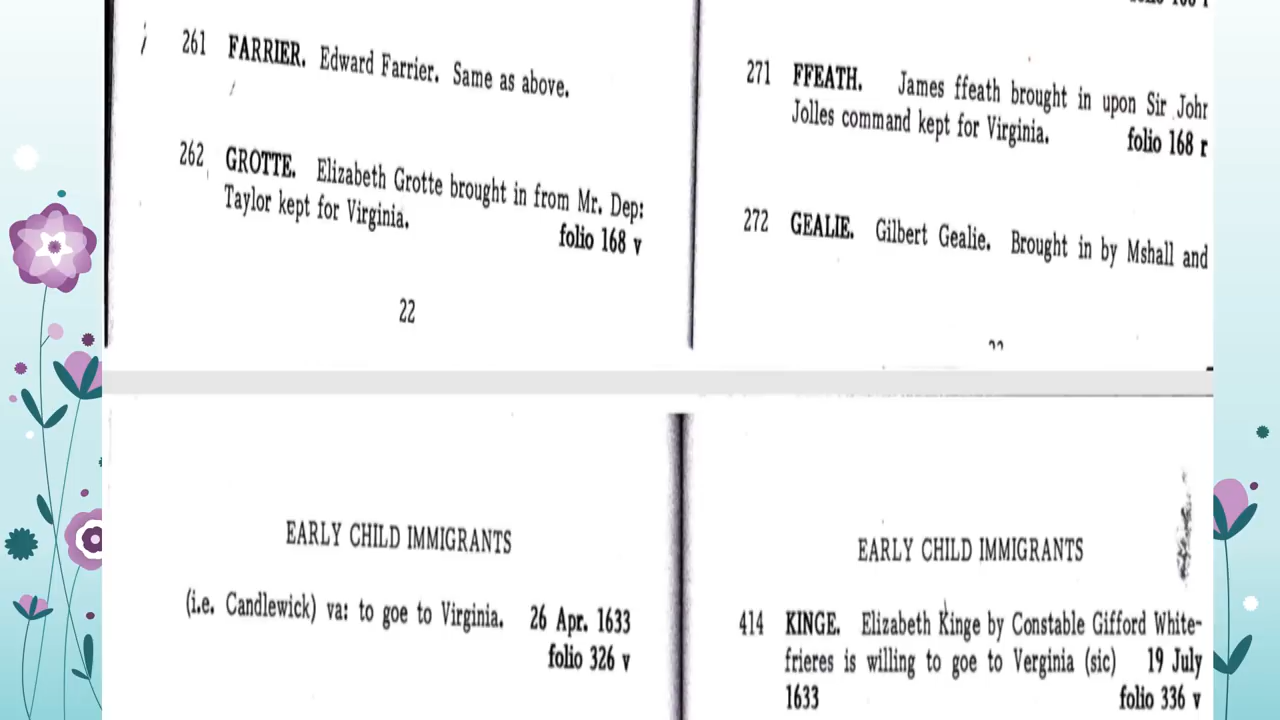 261 FARRIER. Edward Farrier. Same as above.
262 GROTTE. Elizabeth Grotte brought in from Mr. Dep:
Taylor kept for Virginia.
folio 168 v
22
271 FFEATH. James ffeath brought in upon Sir John
Jolles command kept for Virginia. folio 168 r
272 GEALIE. Gilbert Gealie. Brought in by Mshall and
EARLY CHILD IMMIGRANTS
(i.e. Candlewick) va: to goe to Virginia. 26 Apr. 1633
folio 326 v
EARLY CHILD IMMIGRANTS
414 KINGE. Elizabeth Kinge by Constable Gifford White-
frieres is willing to goe to Verginia (sic) 19 July
1633 folio 336 v